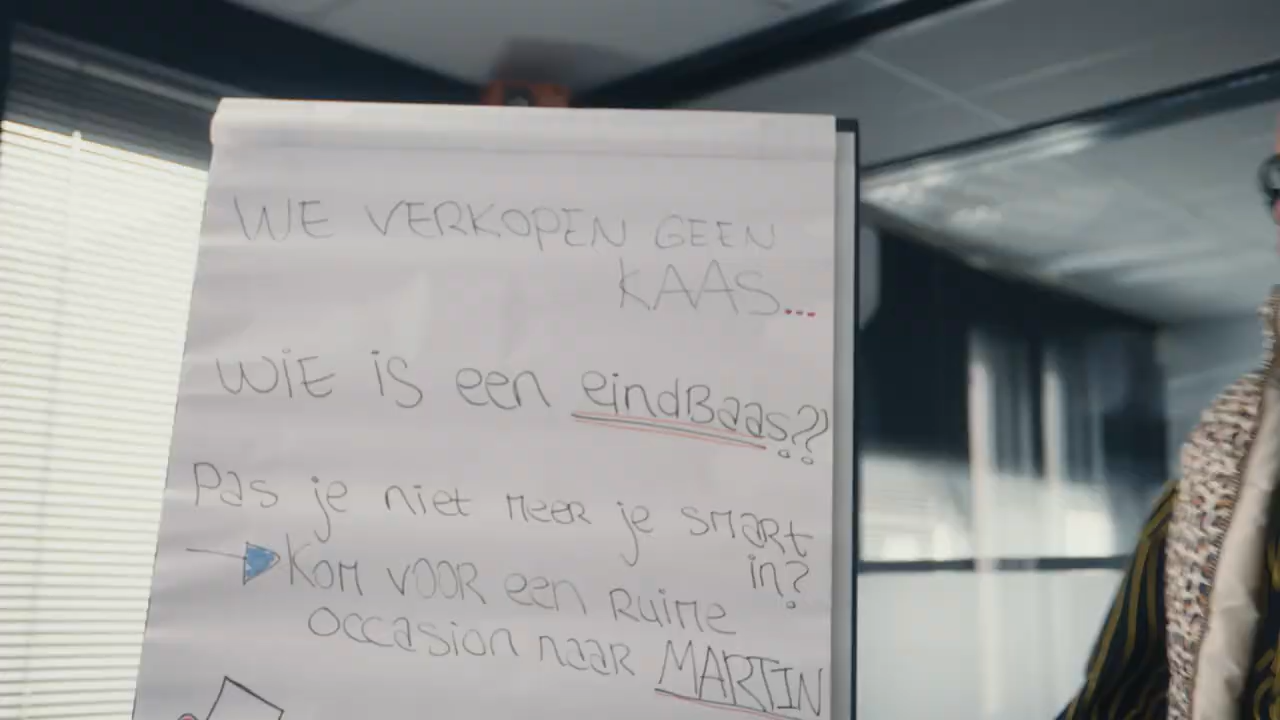 WE VERKOPEN GEEN
KAAS...
WIE IS een eindBaas??
Pas je niet meer je smart
in?
Kom voor een Ruime
occasion naar MARTIN